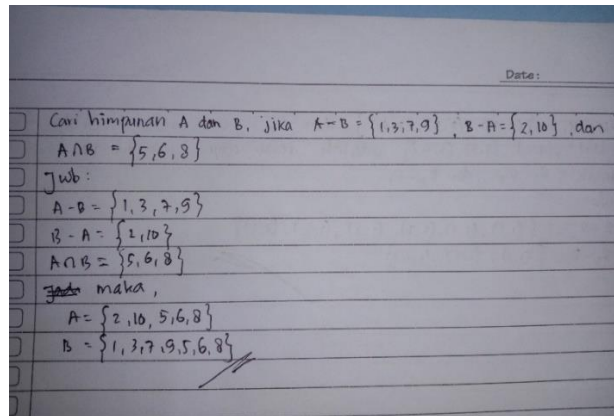 Date:
Cari himpunan A dan B, jika A-B = {1,3,7,9}, B-A = {2,10}, dan
A∩B = {5,6,8}
Jwb:
A-B = {1,3,7,9}
B-A = {2,10}
A∩B = {5,6,8}
maka,
A = {2,10,5,6,8}
B = {1,3,7,9,5,6,8}